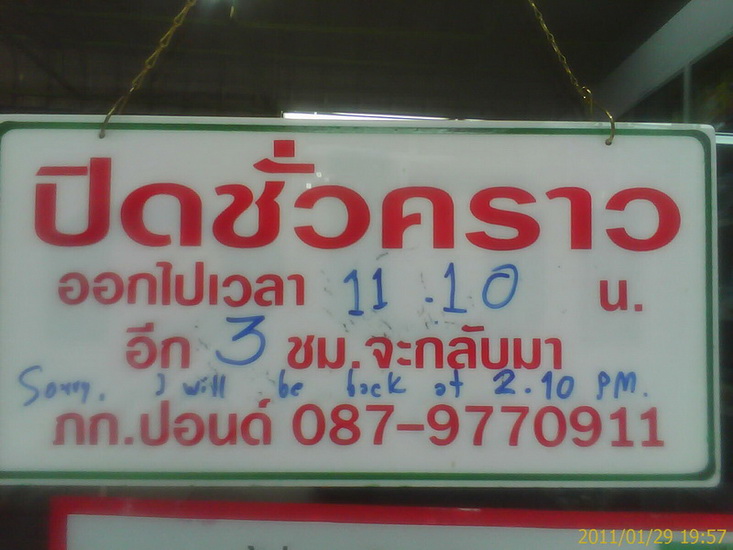 ปิดชั่วคราว
ออกไปเวลา 11.10 น.
อีก 3 ชม.จะกลับมา
Sorry. I will be back at 2.10 PM.
ภก.ปอนด์ 087-9770911
2011/01/29 19:57